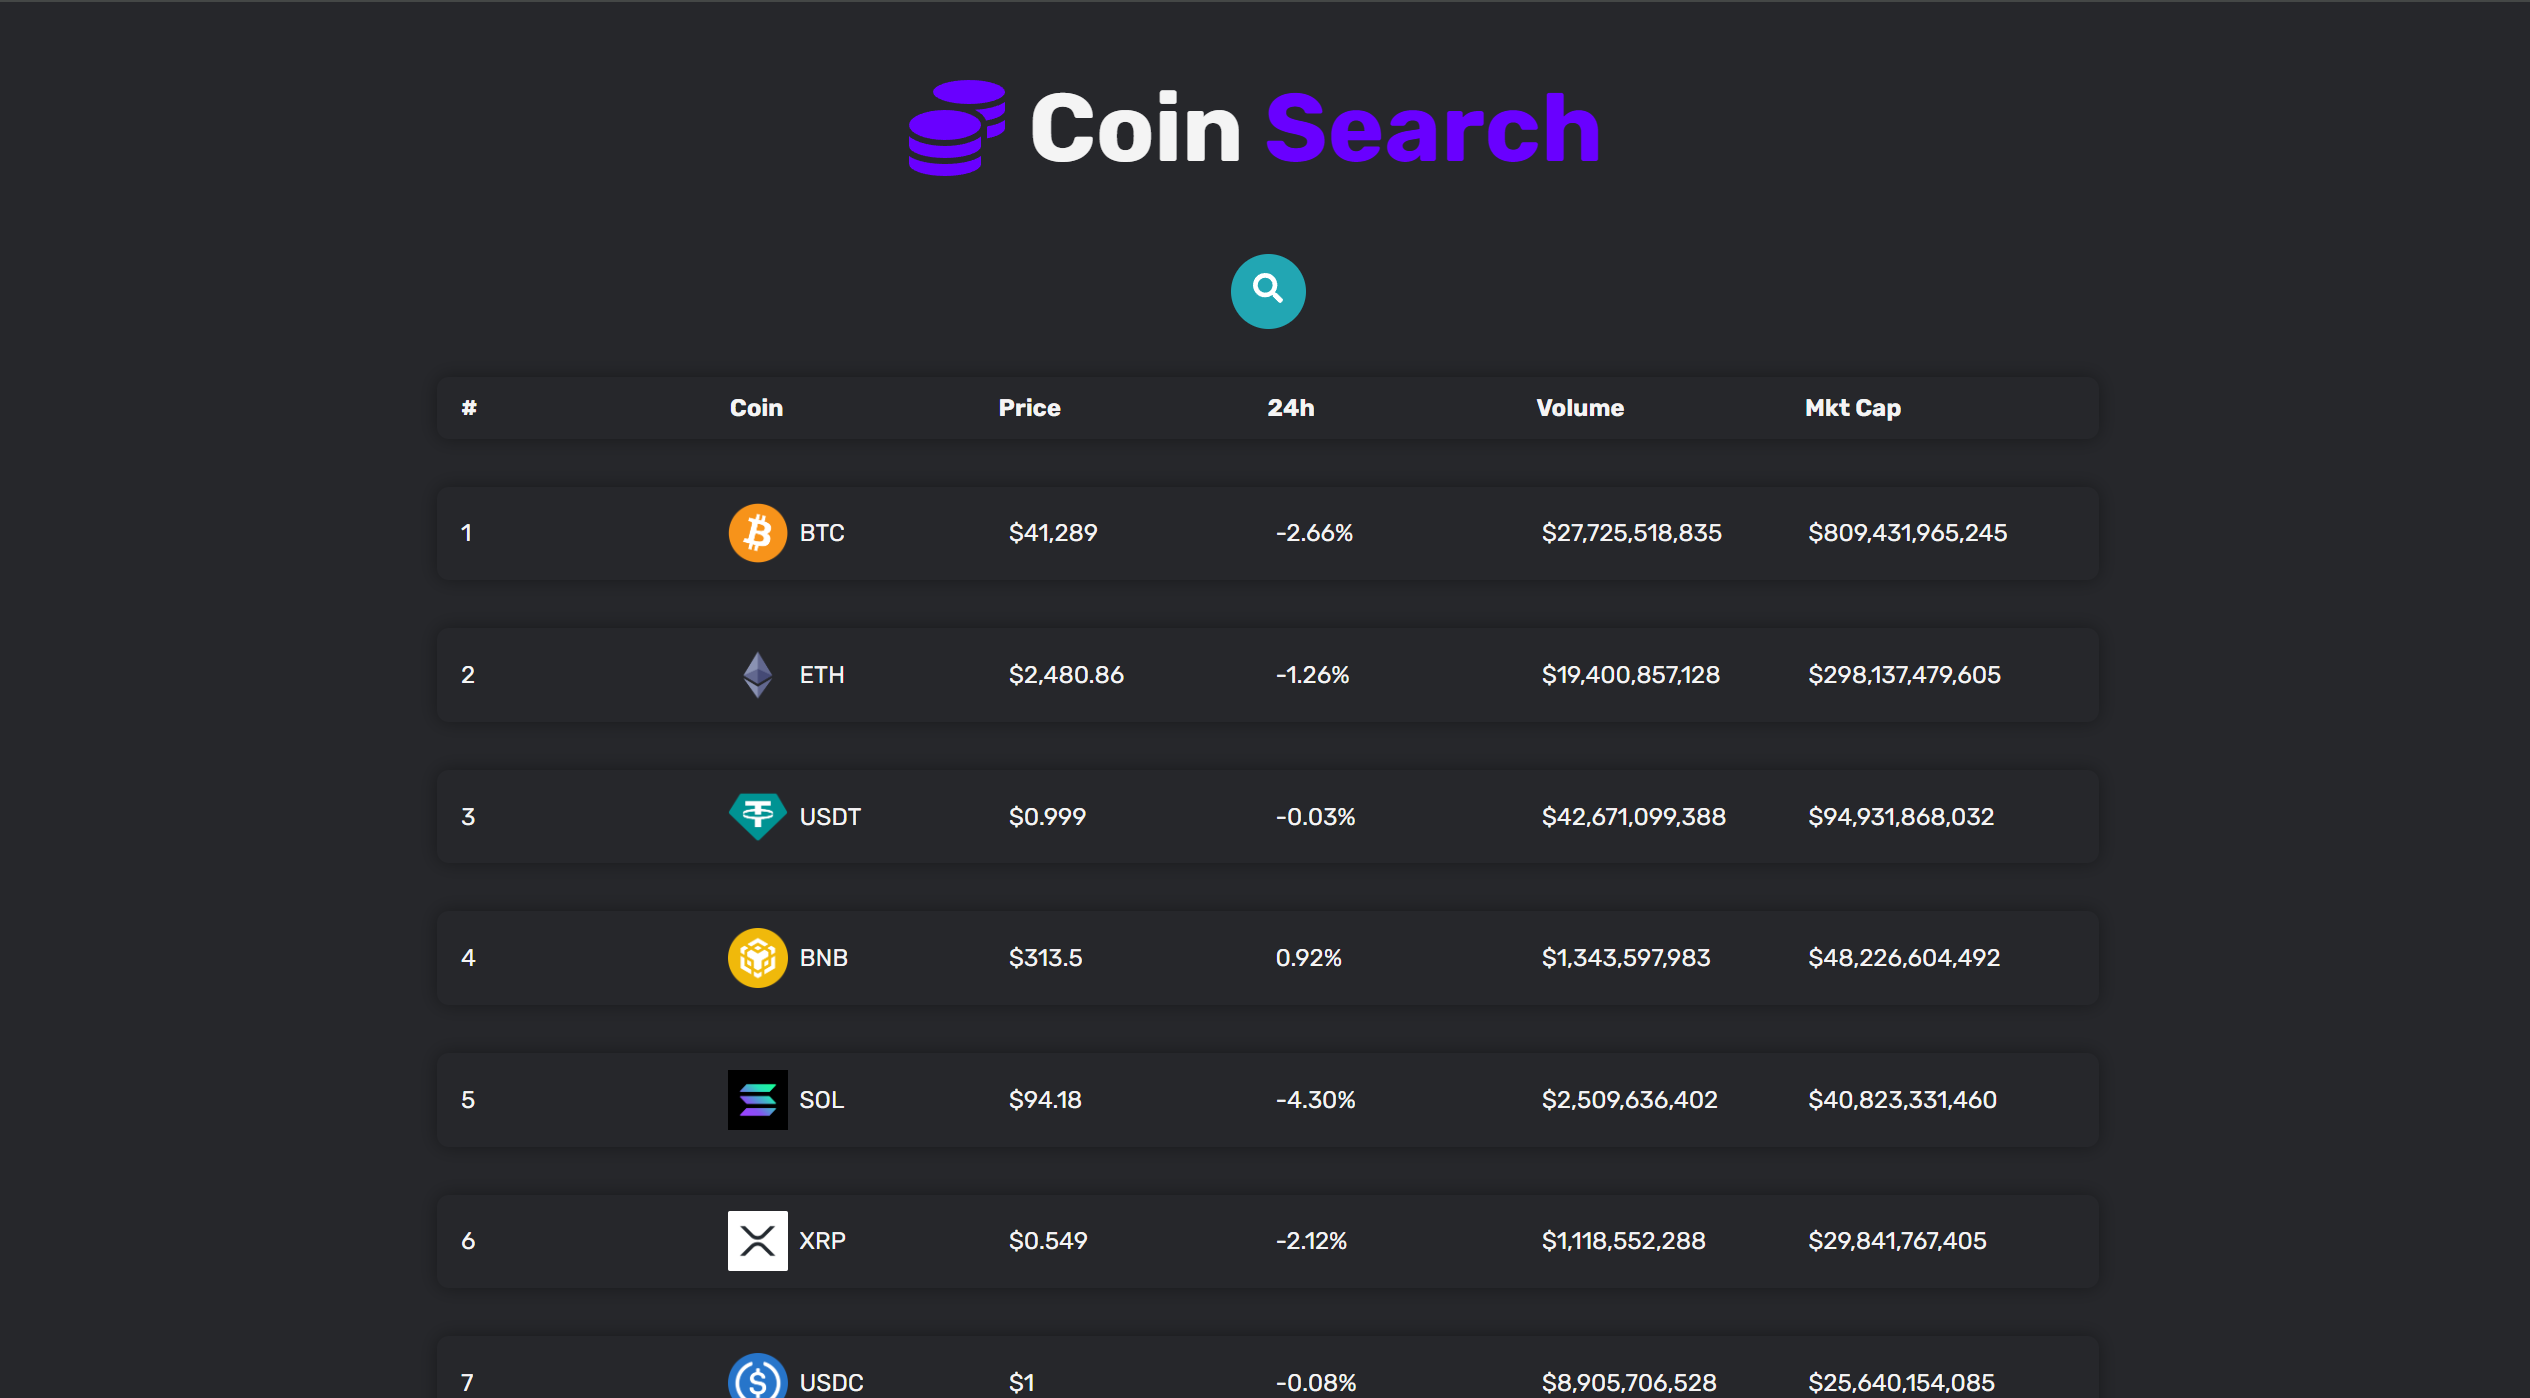 Coin Search
# Coin Price 24h Volume Mkt Cap
1 BTC $41,289 -2.66% $27,725,518,835 $809,431,965,245
2 ETH $2,480.86 -1.26% $19,400,857,128 $298,137,479,605
3 USDT $0.999 -0.03% $42,671,099,388 $94,931,868,032
4 BNB $313.5 0.92% $1,343,597,983 $48,226,604,492
5 SOL $94.18 -4.30% $2,509,636,402 $40,823,331,460
6 XRP $0.549 -2.12% $1,118,552,288 $29,841,767,405
7 USDC $1 -0.08% $8,905,706,528 $25,640,154,085